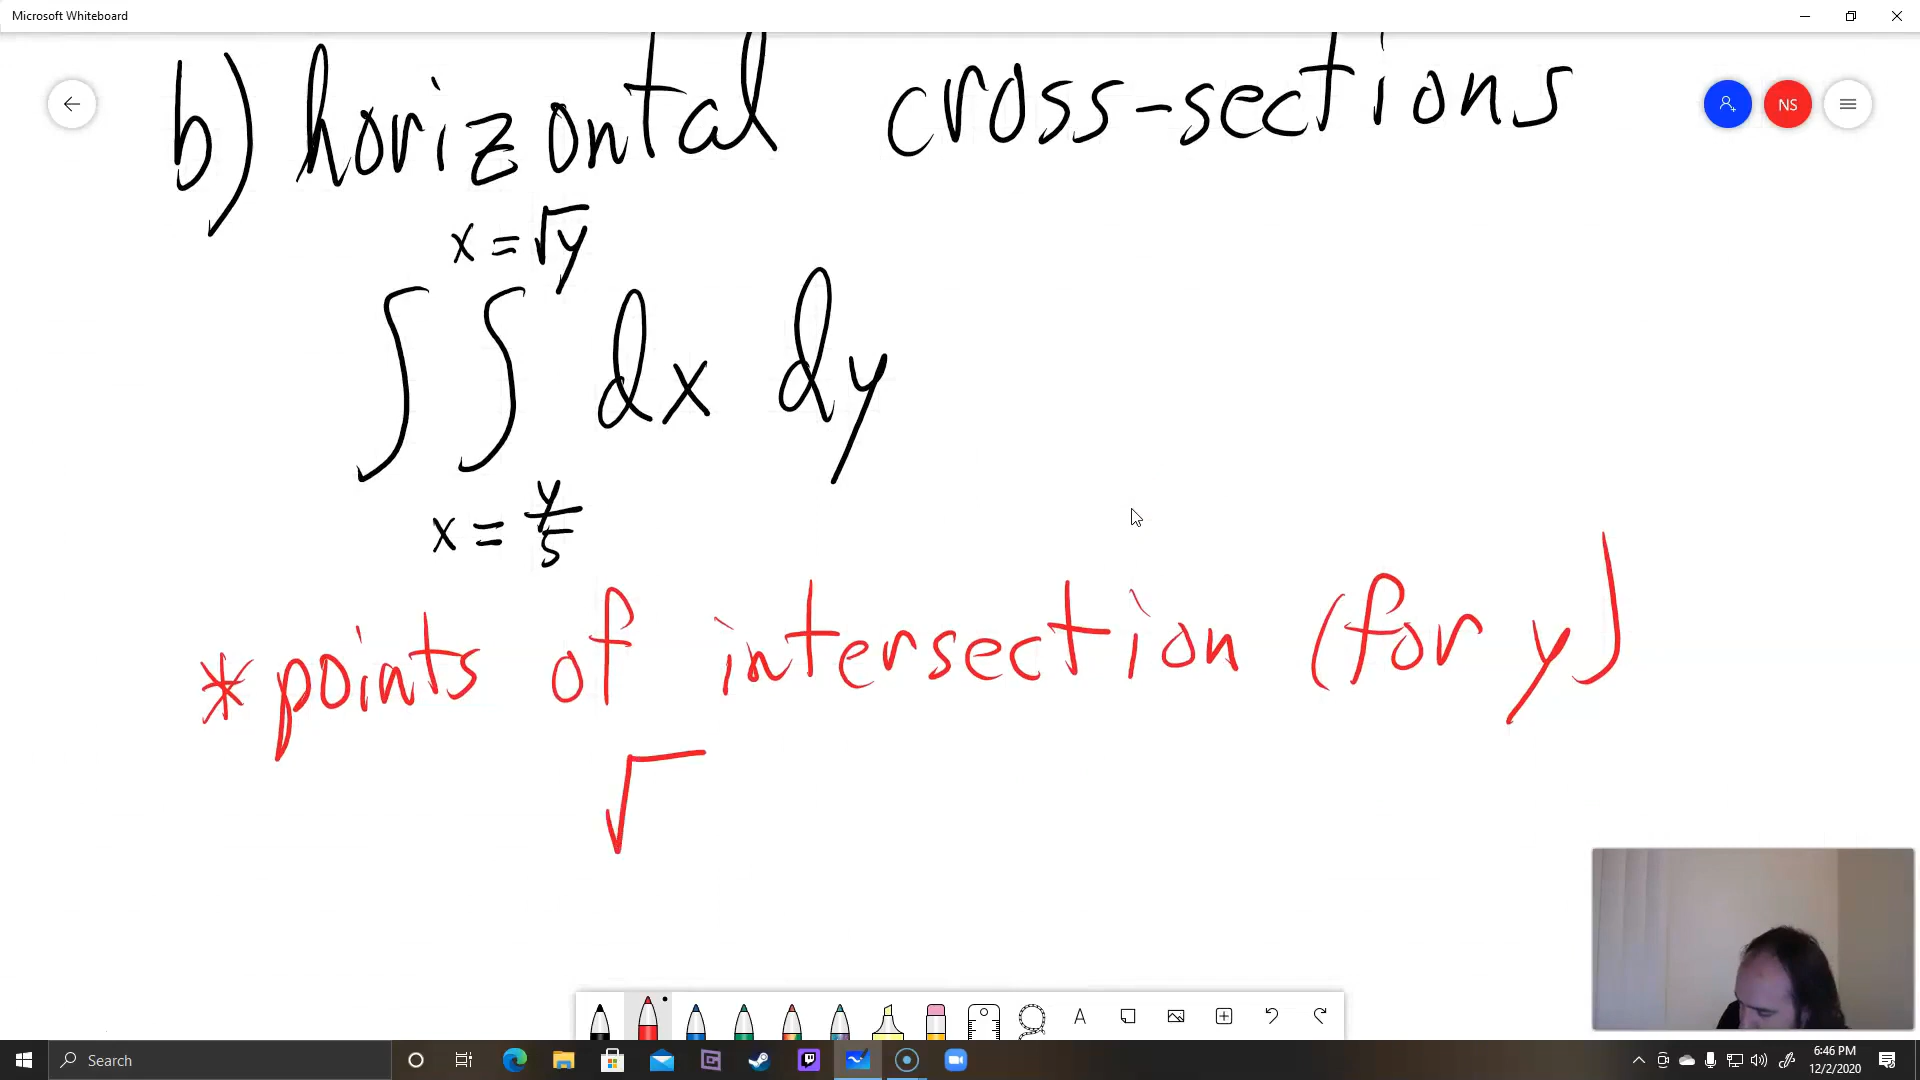 Microsoft Whiteboard
b) horizontal cross-sections
NS
x = √y
∫ ∫ dx dy
x = y/5
*points of intersection (for y)
√
A
Search
6:46 PM
12/2/2020